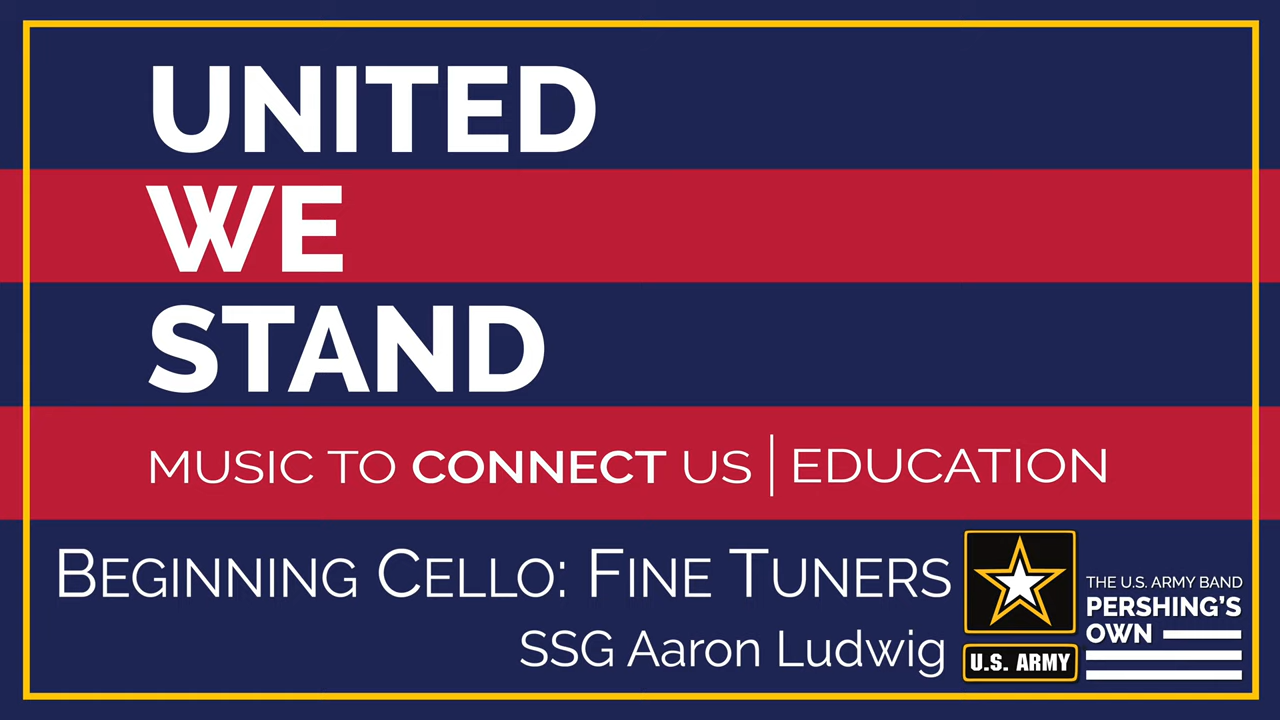 UNITED
WE
STAND
MUSIC TO CONNECT US | EDUCATION
BEGINNING CELLO: FINE TUNERS
SSG Aaron Ludwig
U.S. ARMY
THE U.S. ARMY BAND
PERSHING'S
OWN